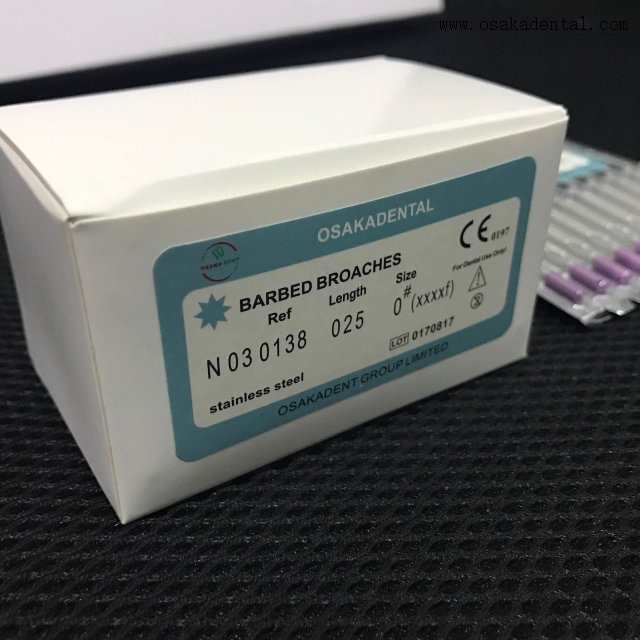 www.osakadental.com
OSAKADENTAL
CE 0197
BARBED BROACHES
Ref Length Size
For Dental Use Only!
N 03 0138 025 0# (xxxxf)
LOT 0170817
stainless steel
OSAKADENT GROUP LIMITED